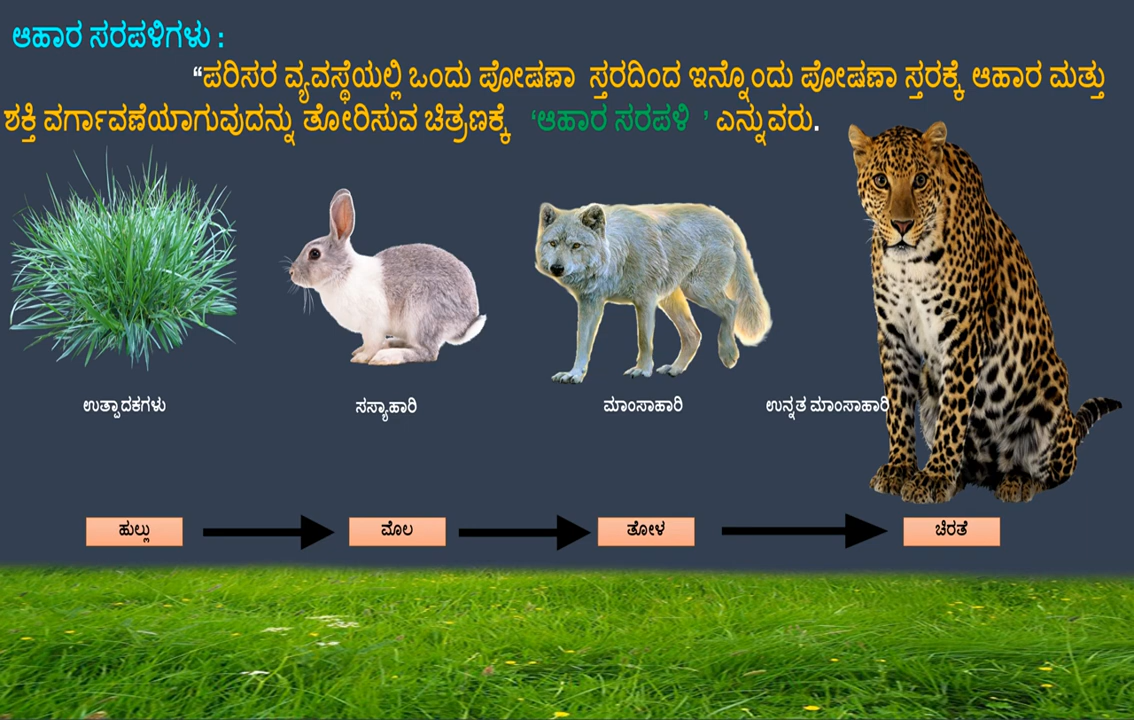 ಆಹಾರ ಸರಪಳಿಗಳು :
“ಪರಿಸರ ವ್ಯವಸ್ಥೆಯಲ್ಲಿ ಒಂದು ಪೋಷಣಾ ಸ್ತರದಿಂದ ಇನ್ನೊಂದು ಪೋಷಣಾ ಸ್ತರಕ್ಕೆ ಆಹಾರ ಮತ್ತು
ಶಕ್ತಿ ವರ್ಗಾವಣೆಯಾಗುವುದನ್ನು ತೋರಿಸುವ ಚಿತ್ರಣಕ್ಕೆ ‘ಆಹಾರ ಸರಪಳಿ ’ ಎನ್ನುವರು.
ಉತ್ಪಾದಕಗಳು ಸಸ್ಯಾಹಾರಿ ಮಾಂಸಾಹಾರಿ ಉನ್ನತ ಮಾಂಸಾಹಾರಿ
ಹುಲ್ಲು ಮೊಲ ತೋಳ ಚಿರತೆ